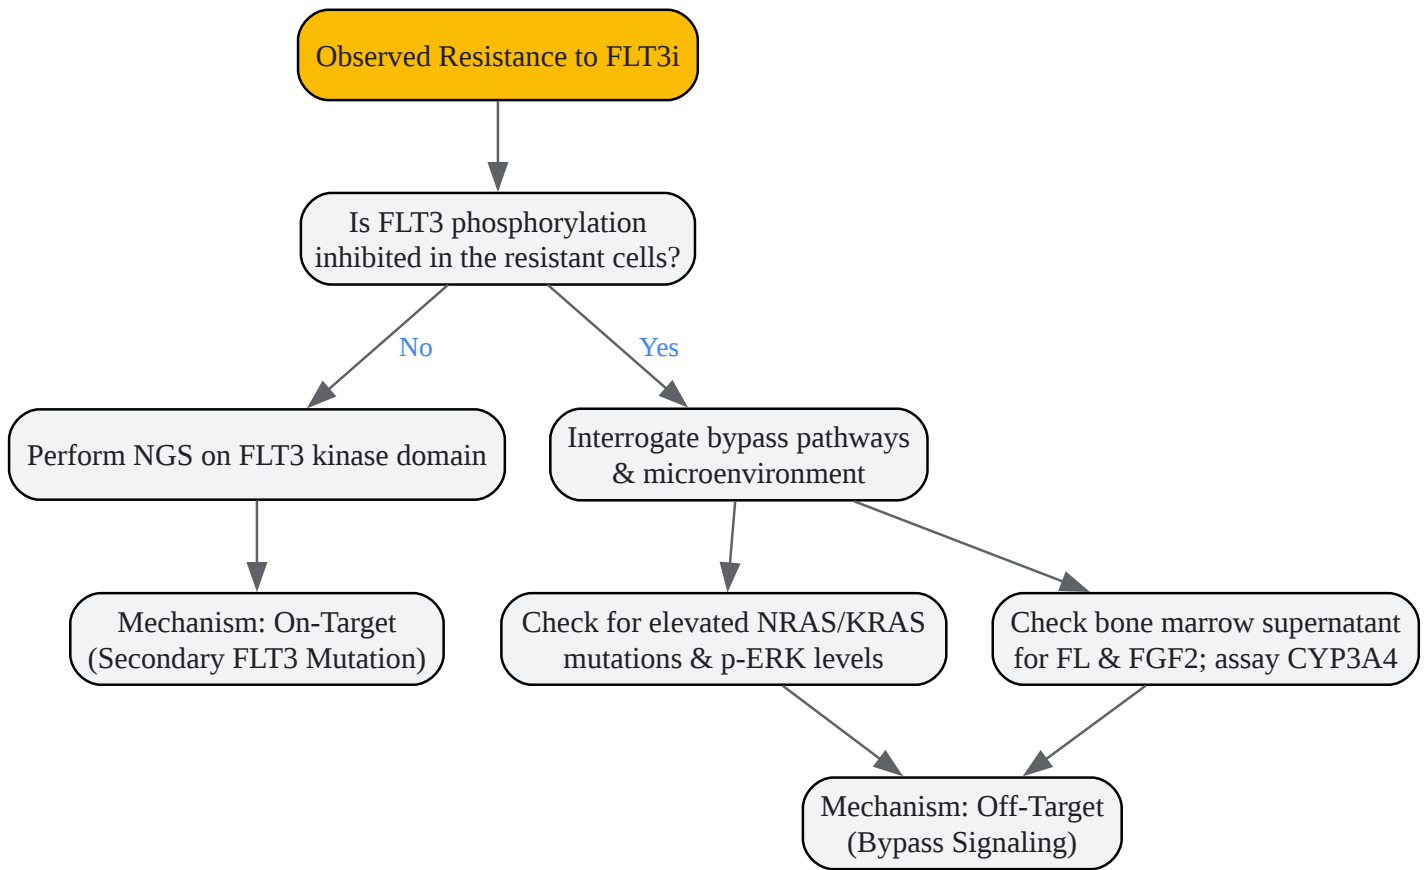 Observed Resistance to FLT3i
Is FLT3 phosphorylation
inhibited in the resistant cells?
No
Yes
Perform NGS on FLT3 kinase domain
Interrogate bypass pathways
& microenvironment
Mechanism: On-Target
(Secondary FLT3 Mutation)
Check for elevated NRAS/KRAS
mutations & p-ERK levels
Check bone marrow supernatant
for FL & FGF2; assay CYP3A4
Mechanism: Off-Target
(Bypass Signaling)